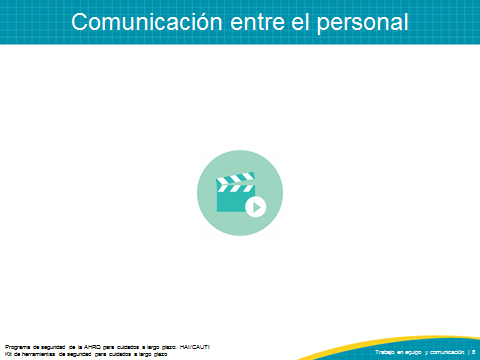 Comunicación entre el personal
Programa de seguridad de la AHRQ para cuidados a largo plazo: HAI/CAUTI
Kit de herramientas de seguridad para cuidados a largo plazo
Trabajo en equipo y comunicación | 6